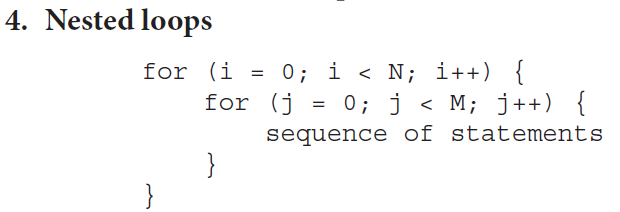 4. Nested loops
for (i = 0; i < N; i++) {
for (j = 0; j < M; j++) {
sequence of statements
}
}